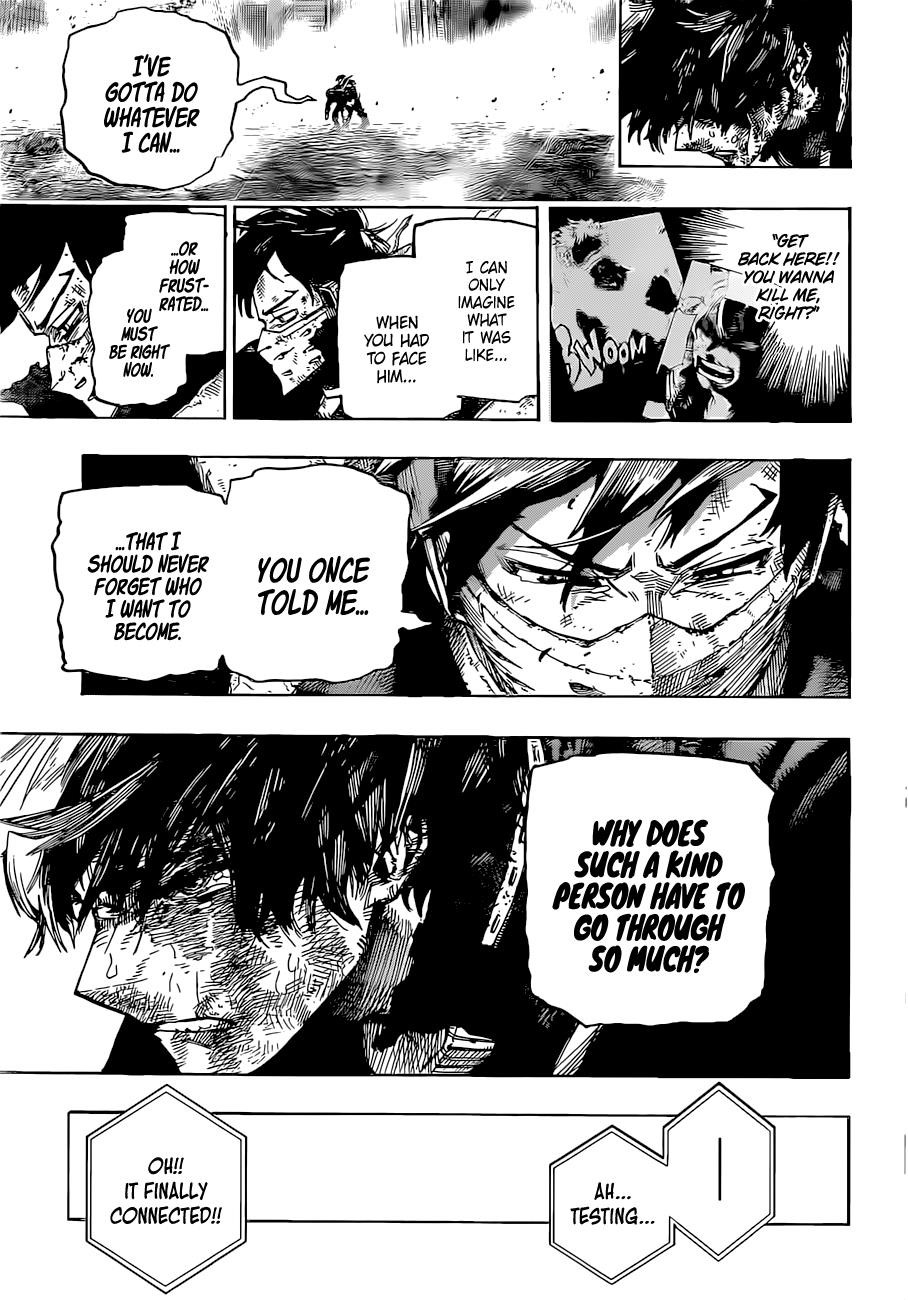 I'VE
GOTTA DO
WHATEVER
I CAN...
"GET
BACK HERE!!
YOU WANNA
KILL ME,
RIGHT?"
SWOOM
I CAN
ONLY
IMAGINE
WHAT
IT WAS
LIKE...
WHEN
YOU HAD
TO FACE
HIM...
...OR
HOW
FRUST-
RATED...
YOU
MUST
BE RIGHT
NOW.
YOU ONCE
TOLD ME...
...THAT I
SHOULD NEVER
FORGET WHO
I WANT TO
BECOME.
WHY DOES
SUCH A KIND
PERSON HAVE TO
GO THROUGH
SO MUCH?
AH...
TESTING...
OH!!
IT FINALLY
CONNECTED!!